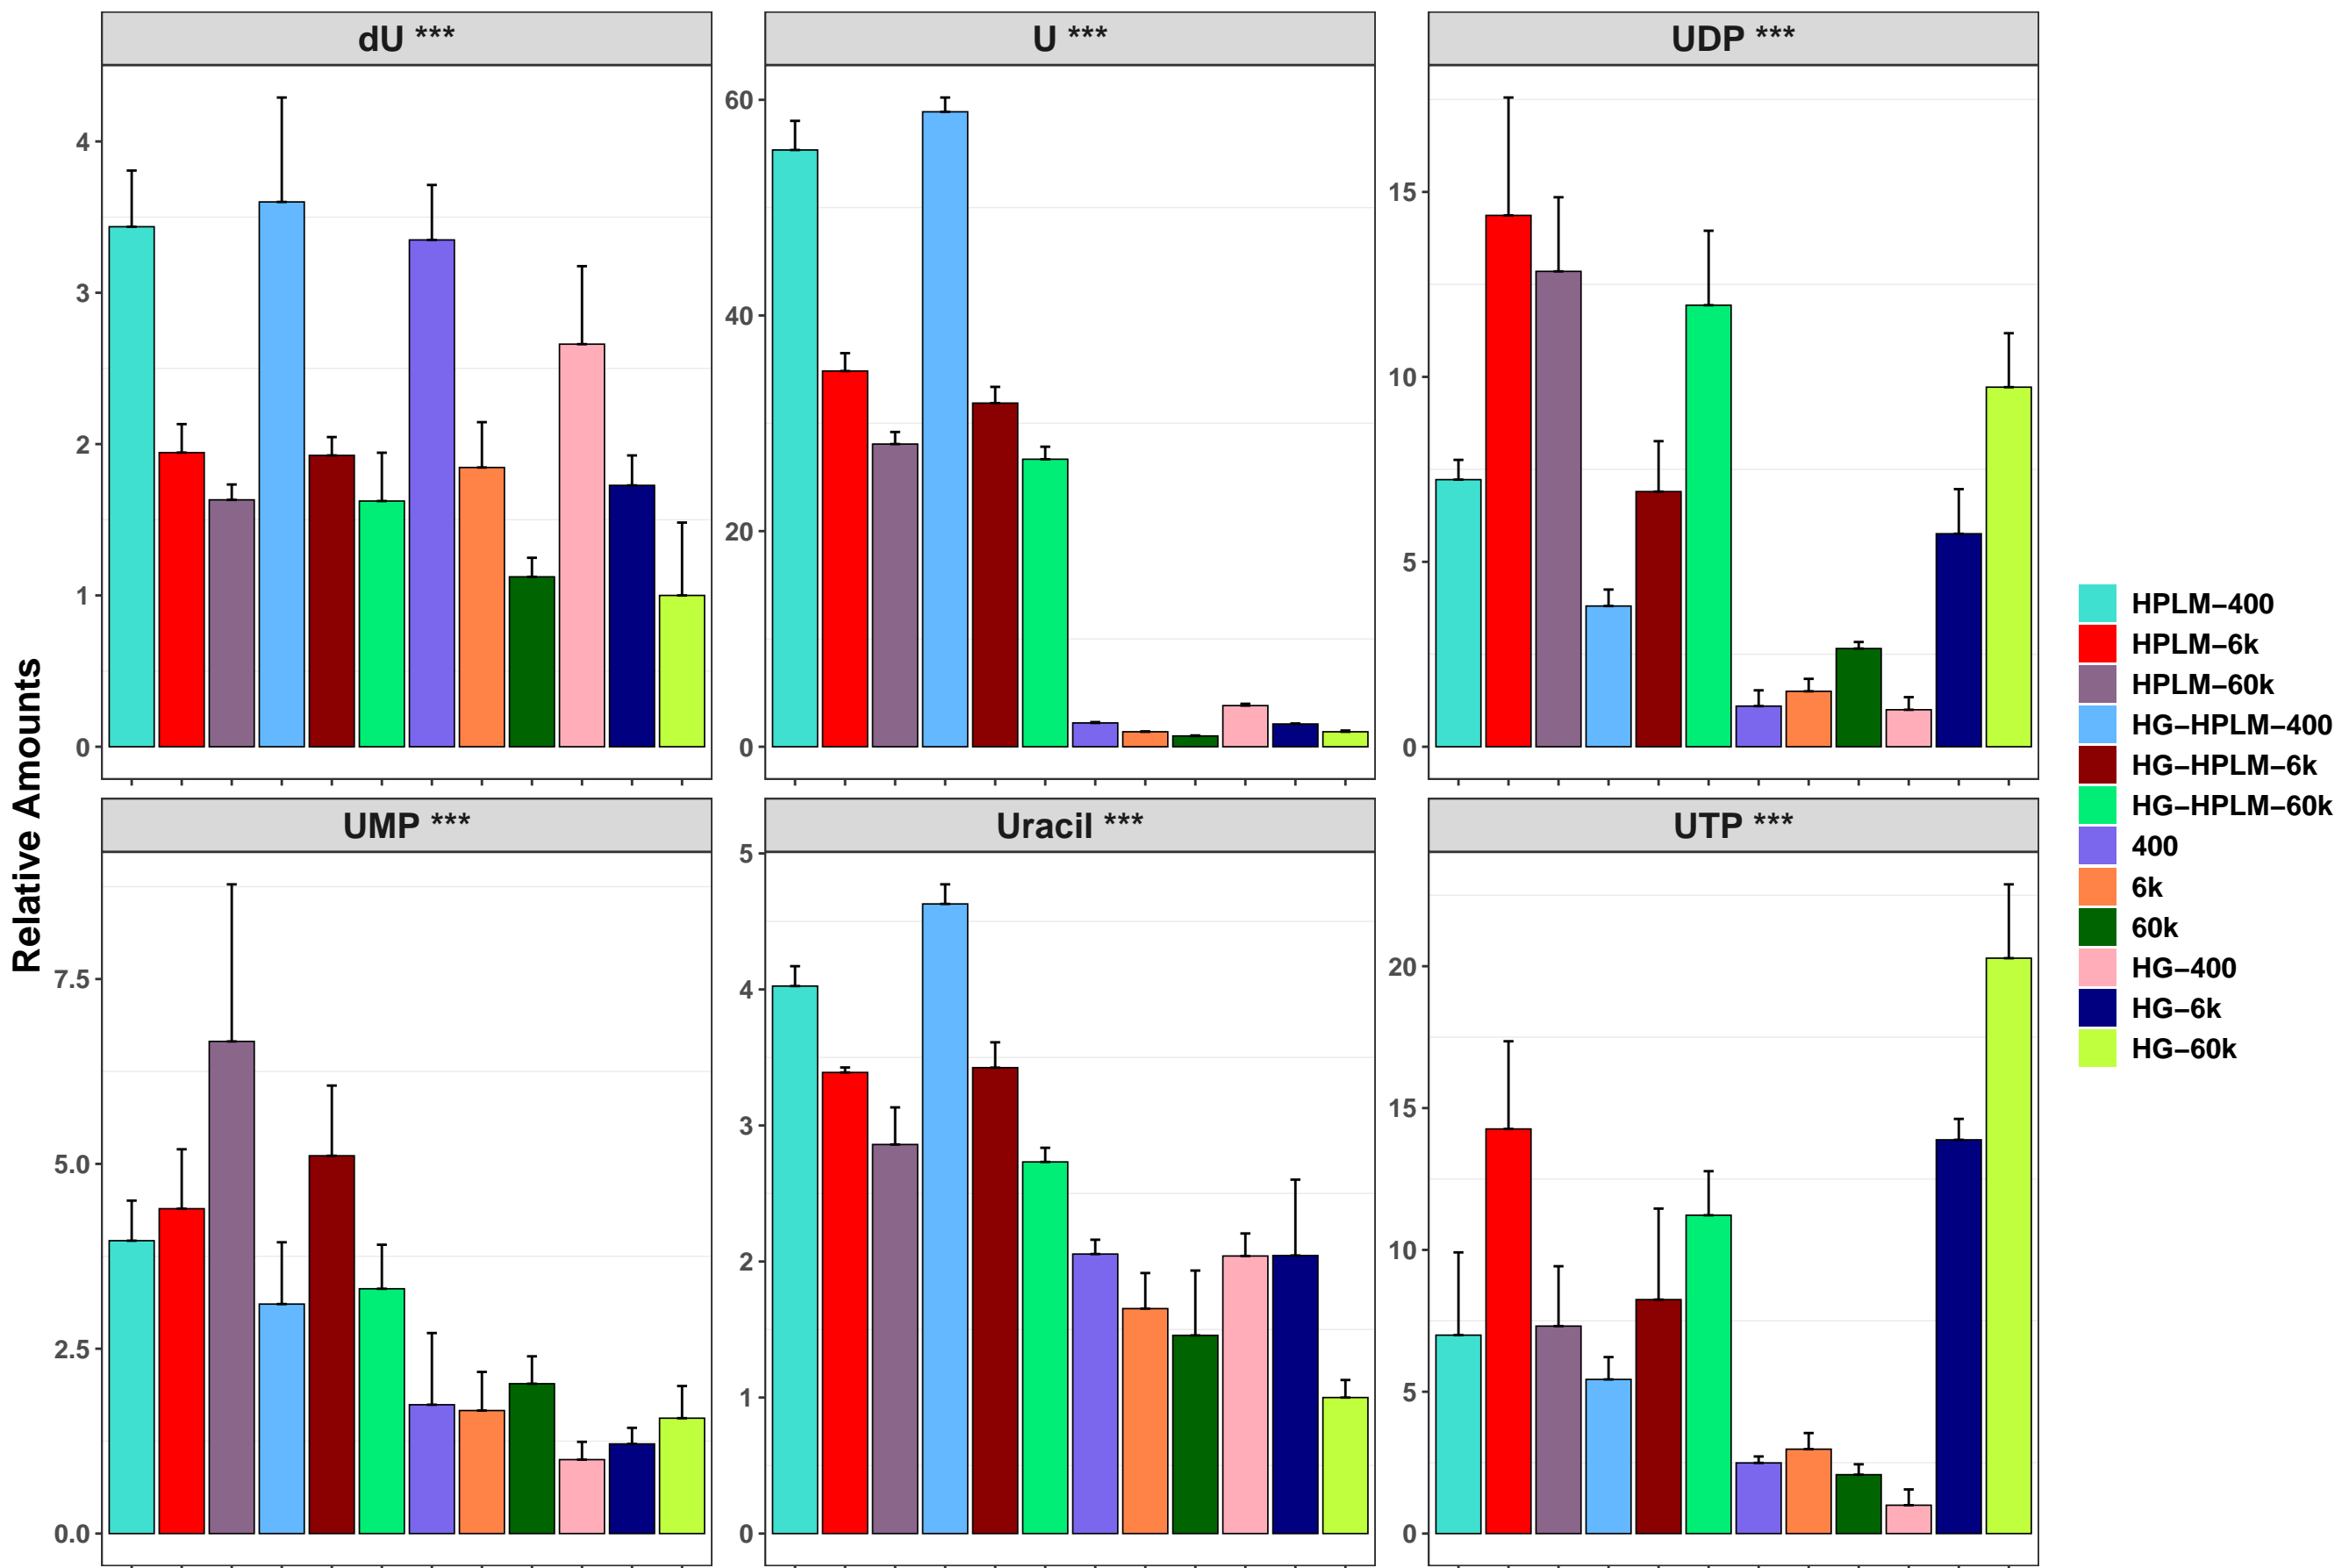 dU ***
U ***
UDP ***
4
3
2
1
0
60
40
20
0
15
10
5
0
Relative Amounts
UMP ***
Uracil ***
UTP ***
7.5
5.0
2.5
0.0
5
4
3
2
1
0
20
15
10
5
0
HPLM−400
HPLM−6k
HPLM−60k
HG−HPLM−400
HG−HPLM−6k
HG−HPLM−60k
400
6k
60k
HG−400
HG−6k
HG−60k